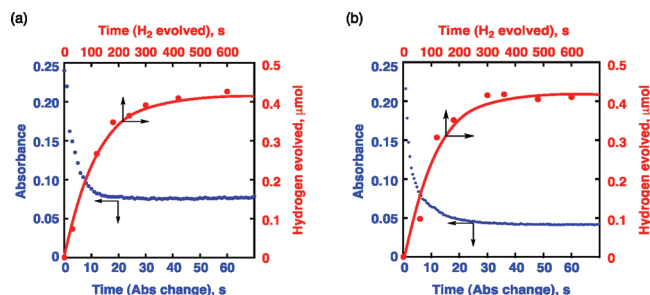 (a)
Time (H2 evolved), s
0 100 200 300 400 500 600
0.25
0.20
0.15
0.10
0.05
0
Absorbance
0.5
0.4
0.3
0.2
0.1
0
Hydrogen evolved, μmol
0 10 20 30 40 50 60
Time (Abs change), s
(b)
Time (H2 evolved), s
0 100 200 300 400 500 600
0.25
0.20
0.15
0.10
0.05
0
Absorbance
0.5
0.4
0.3
0.2
0.1
0
Hydrogen evolved, μmol
0 10 20 30 40 50 60
Time (Abs change), s